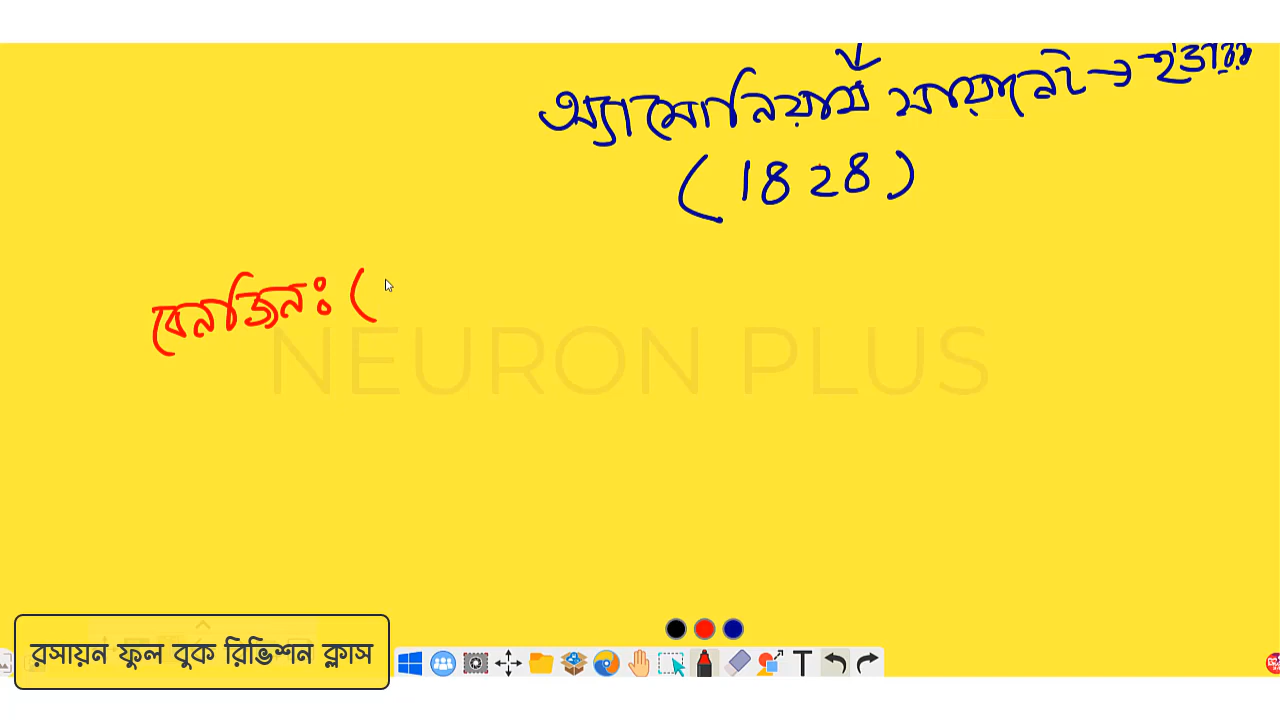 অ্যামোনিয়াম সায়ানেট →
(1828)
বেনজিনঃ (
NEURON PLUS
রসায়ন ফুল বুক রিভিশন ক্লাস